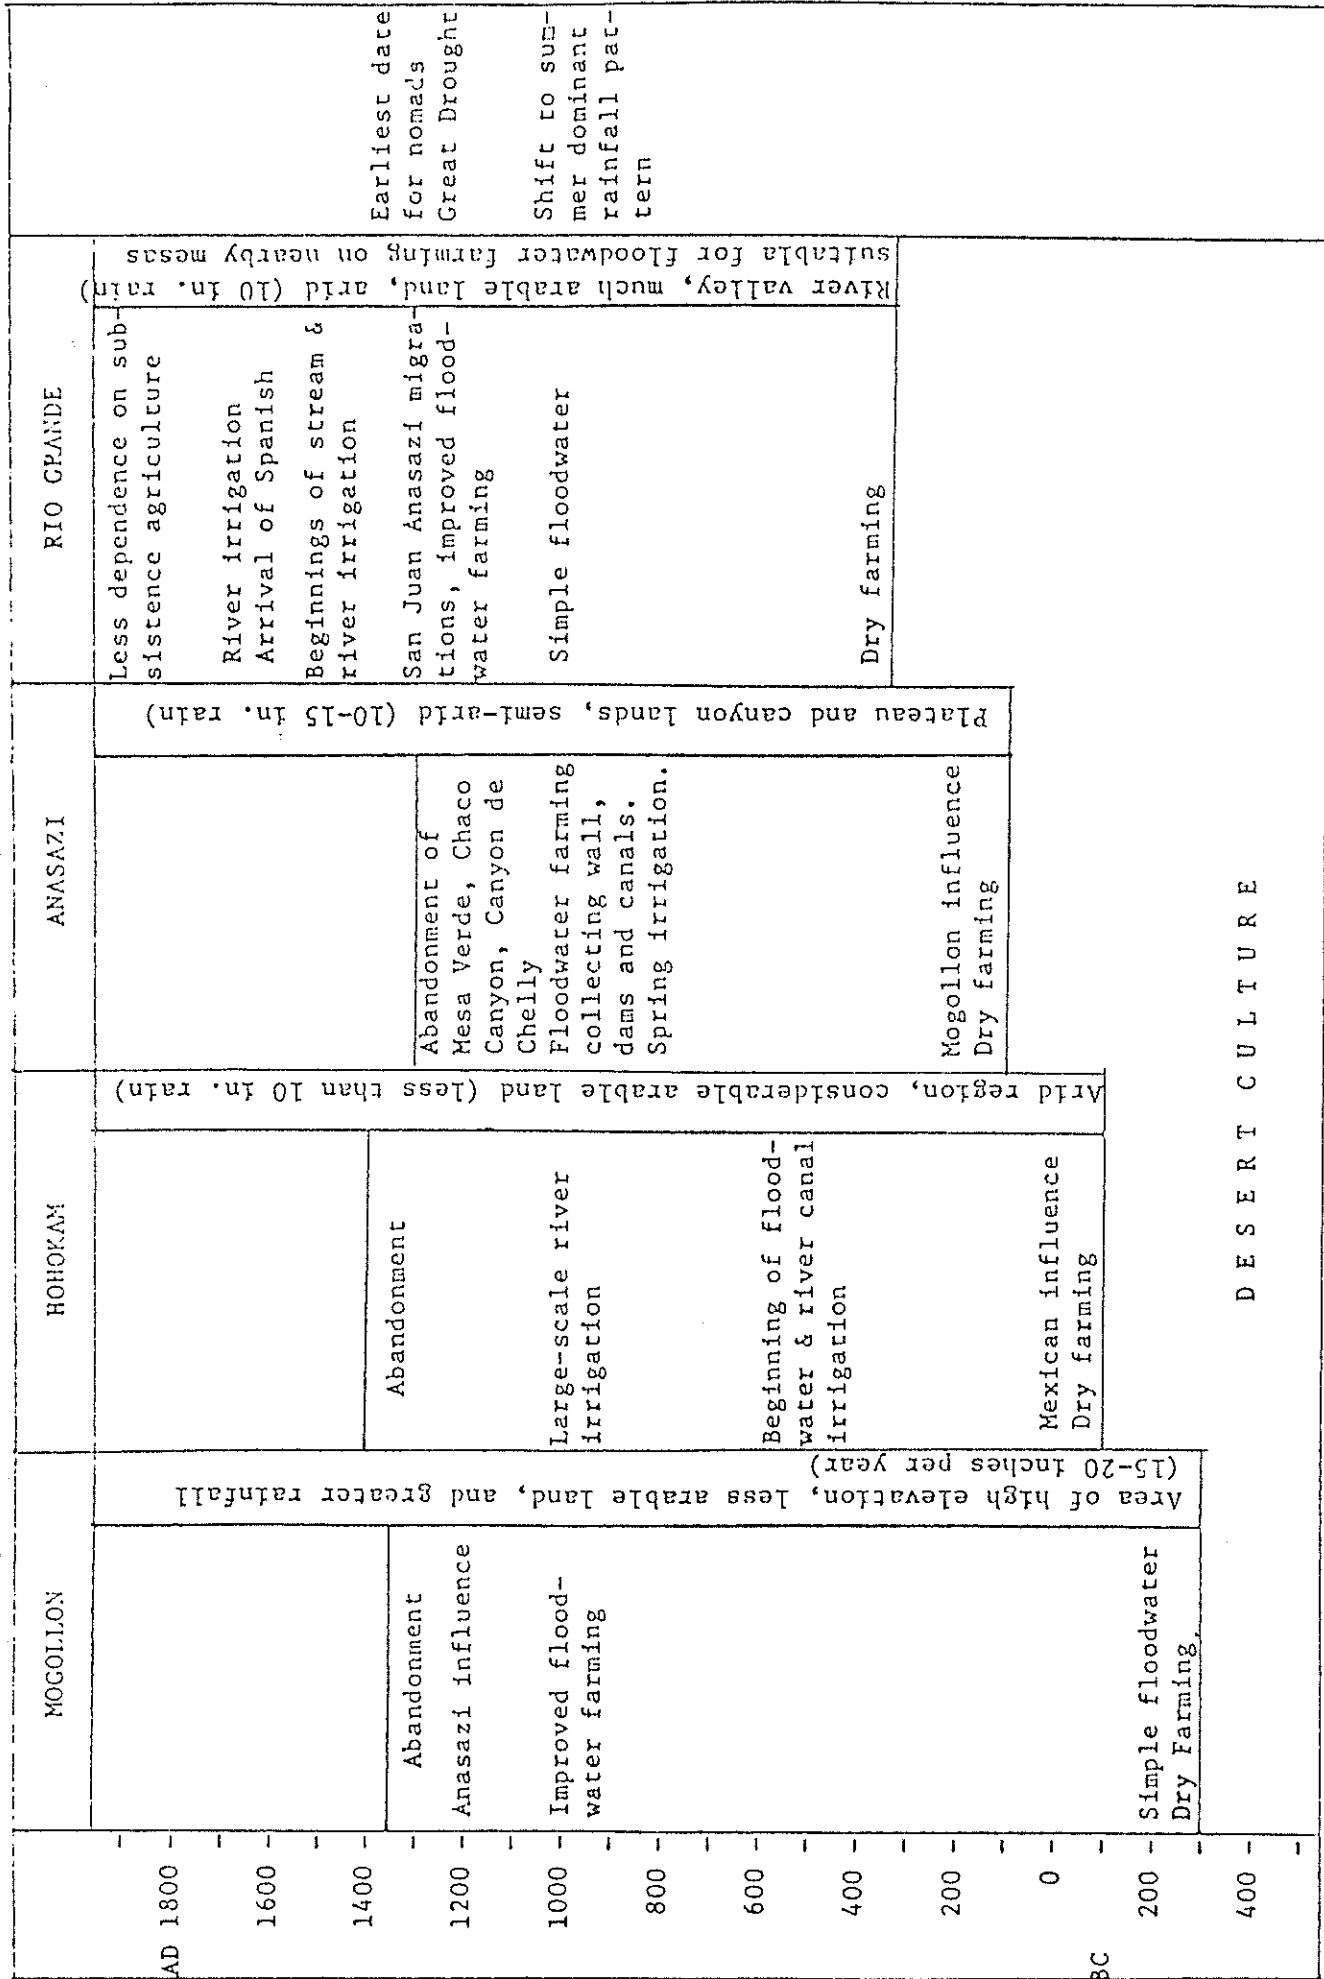 MOGOLLON
HOHOKAM
ANASAZI
RIO GRANDE
AD 1800
1600
1400
1200
1000
800
600
400
200
0
BC
200
400
Abandonment
Anasazi influence
Improved flood-
water farming
Simple floodwater
Dry Farming
Area of high elevation, less arable land, and greater rainfall
(15-20 inches per year)
Abandonment
Large-scale river
irrigation
Beginning of flood-
water & river canal
irrigation
Mexican influence
Dry farming
Arid region, considerable arable land (less than 10 in. rain)
Abandonment of
Mesa Verde, Chaco
Canyon, Canyon de
Chelly
Floodwater farming
collecting wall,
dams and canals.
Spring irrigation.
Mogollon influence
Dry farming
Plateau and canyon lands, semi-arid (10-15 in. rain)
Less dependence on sub-
sistence agriculture
River irrigation
Arrival of Spanish
Beginnings of stream &
river irrigation
San Juan Anasazi migra-
tions, improved flood-
water farming
Simple floodwater
Dry farming
River valley, much arable land, arid (10 in. rain)
suitabla for floodwater farming on nearby mesas
Earliest date
for nomads
Great Drought
Shift to sum-
mer dominant
rainfall pat-
tern
DESERT CULTURE